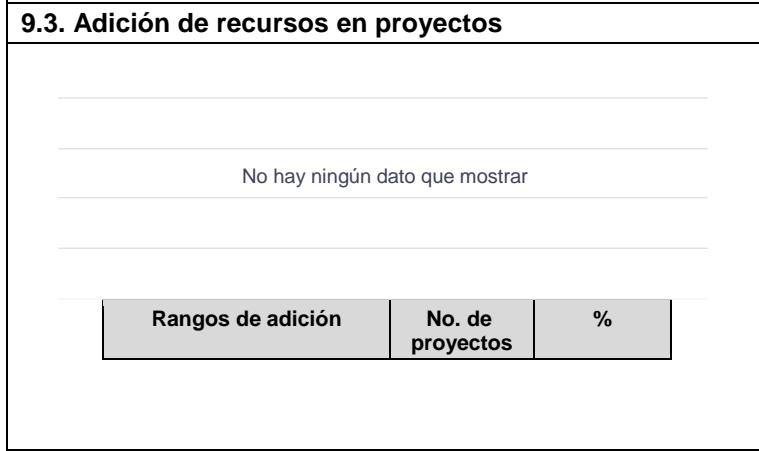 9.3. Adición de recursos en proyectos
No hay ningún dato que mostrar
Rangos de adición No. de proyectos %